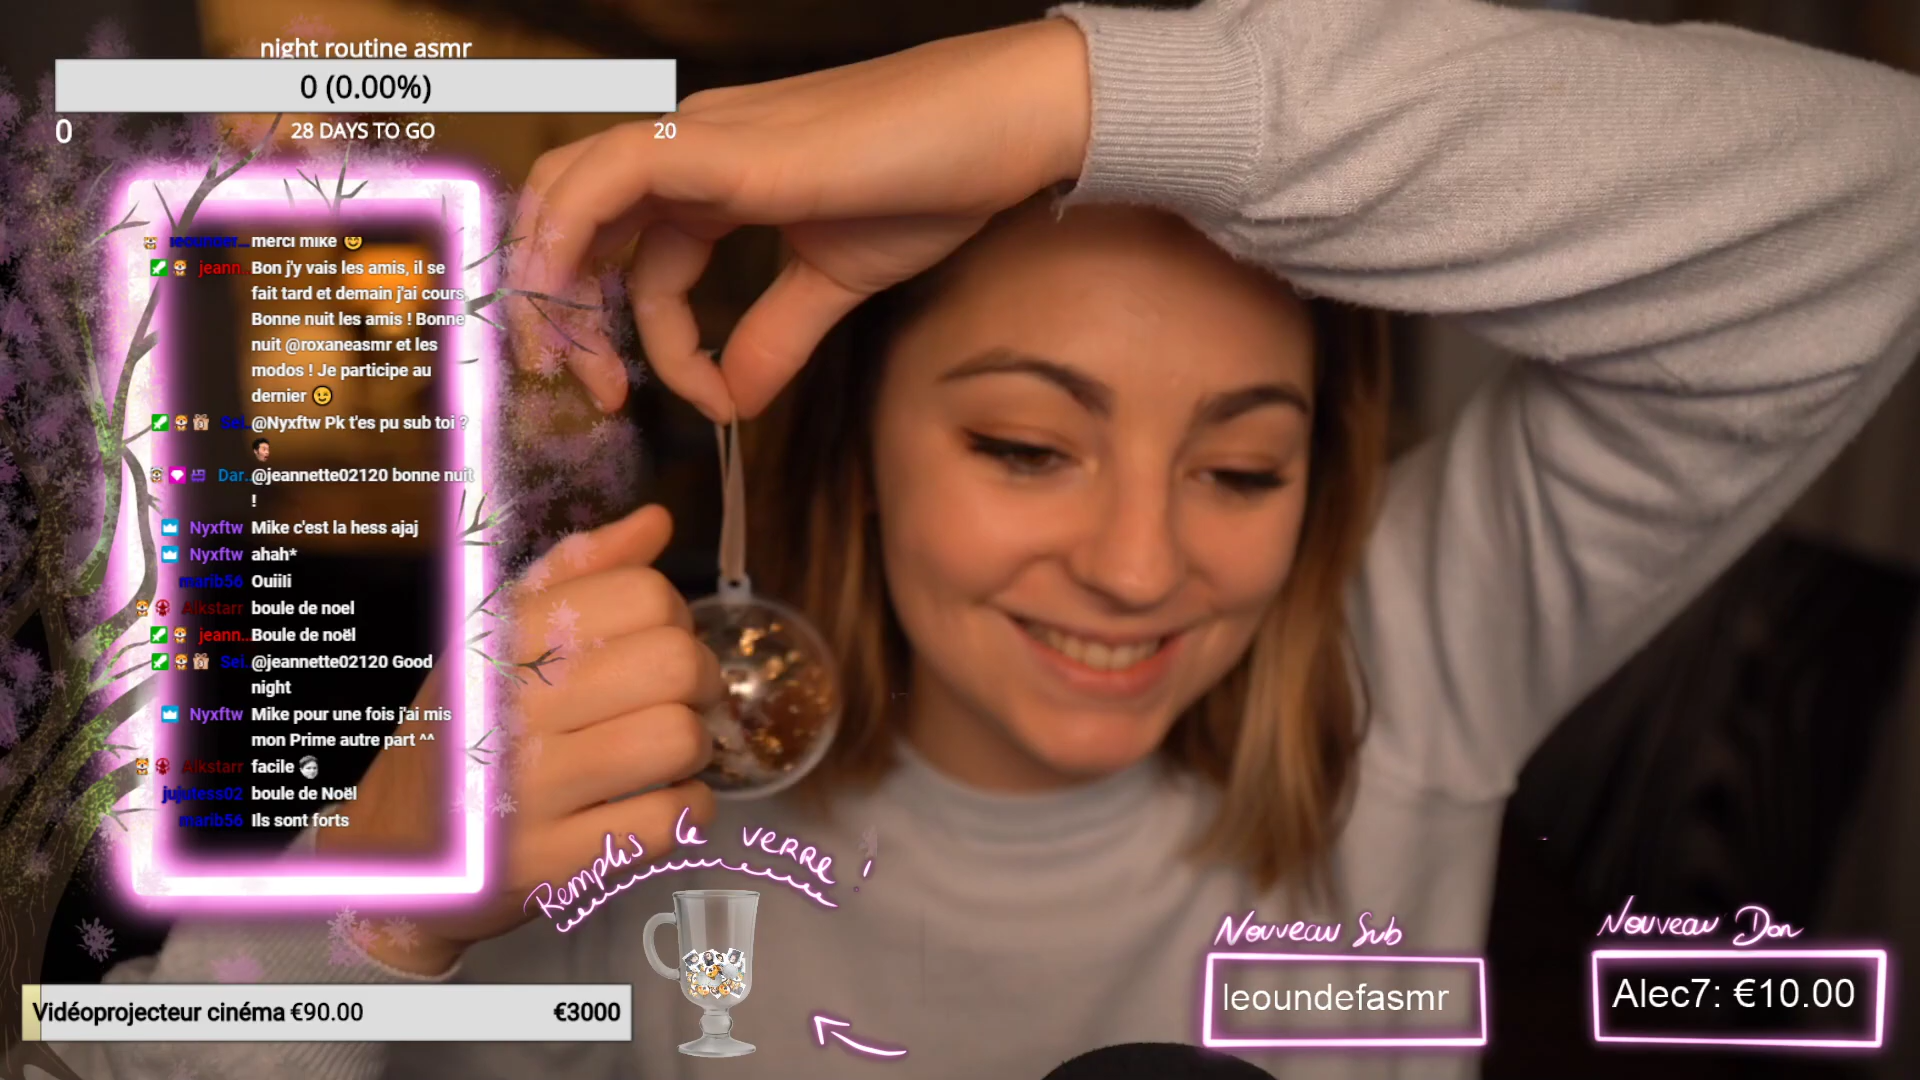 night routine asmr
0 (0.00%)
0 28 DAYS TO GO 20
merci mike
jeann... Bon j'y vais les amis, il se
fait tard et demain j'ai cours,
Bonne nuit les amis ! Bonne
nuit @roxaneasmr et les
modos ! Je participe au
dernier
Sei... @Nyxftw Pk t'es pu sub toi ?
Dar... @jeannette02120 bonne nuit
!
Nyxftw Mike c'est la hess ajaj
Nyxftw ahah*
marib56 Ouiili
Alkstarr boule de noel
jeann... Boule de noël
Sei... @jeannette02120 Good
night
Nyxftw Mike pour une fois j'ai mis
mon Prime autre part ^^
Alkstarr facile
jujutess02 boule de Noël
marib56 Ils sont forts
Remplis le verre !
Vidéoprojecteur cinéma €90.00 €3000
Nouveau Sub
leoundefasmr
Nouveau Don
Alec7: €10.00